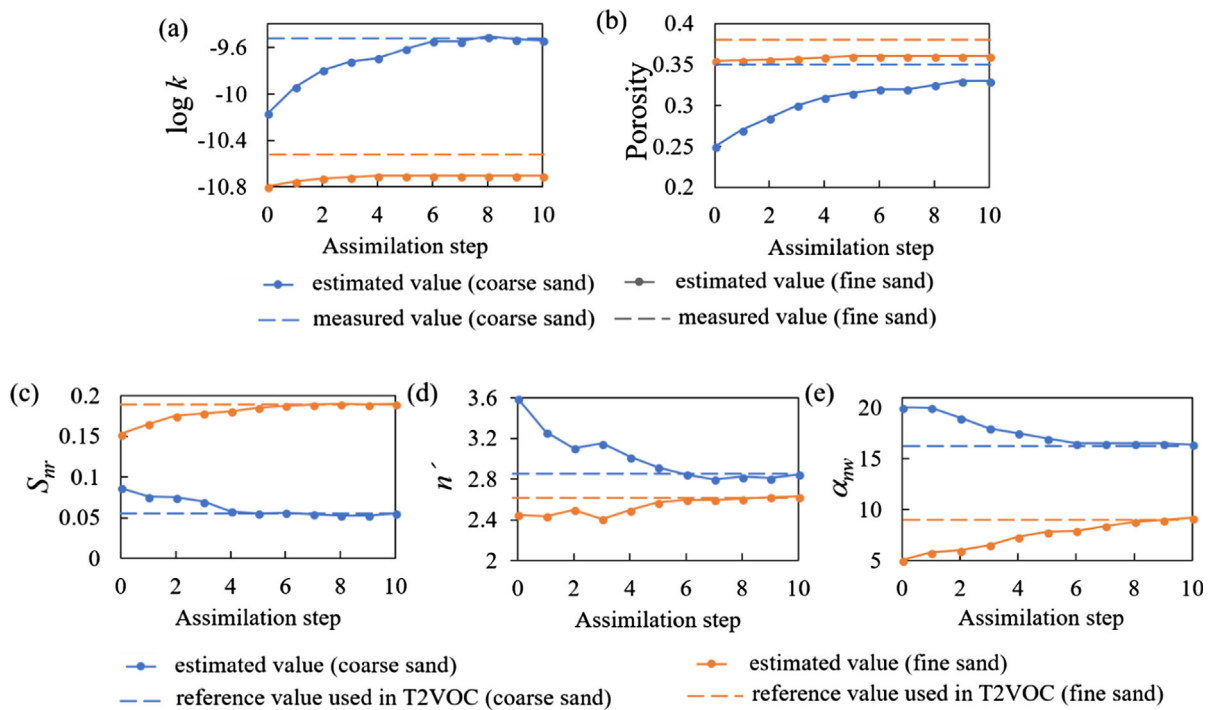 (a)
-9.6
-10
-10.4
-10.8
log k
0 2 4 6 8 10
Assimilation step
(b)
0.4
0.35
0.3
0.25
0.2
Porosity
0 2 4 6 8 10
Assimilation step
estimated value (coarse sand)
estimated value (fine sand)
measured value (coarse sand)
measured value (fine sand)
(c)
0.2
0.15
0.1
0.05
0
Snr
0 2 4 6 8 10
Assimilation step
(d)
3.6
3.2
2.8
2.4
2
n´
0 2 4 6 8 10
Assimilation step
(e)
20
15
10
5
αnw
0 2 4 6 8 10
Assimilation step
estimated value (coarse sand)
estimated value (fine sand)
reference value used in T2VOC (coarse sand)
reference value used in T2VOC (fine sand)